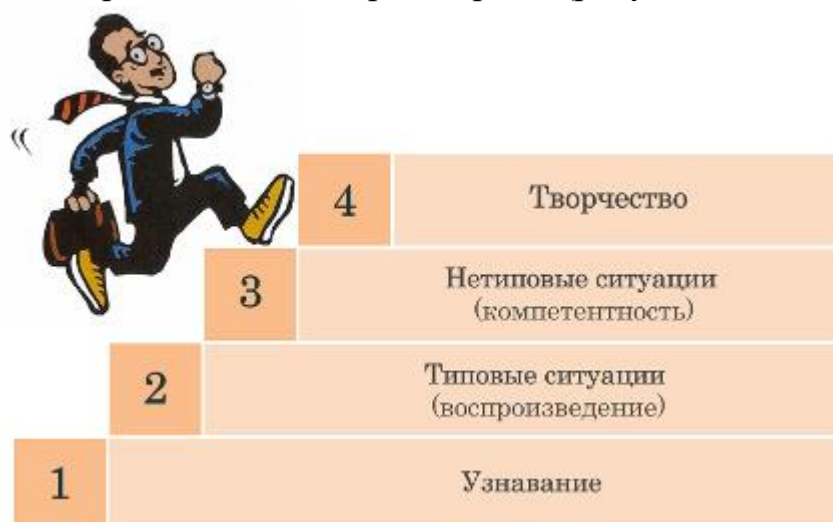 4
Творчество
3
Нетиповые ситуации
(компетентность)
2
Типовые ситуации
(воспроизведение)
1
Узнавание